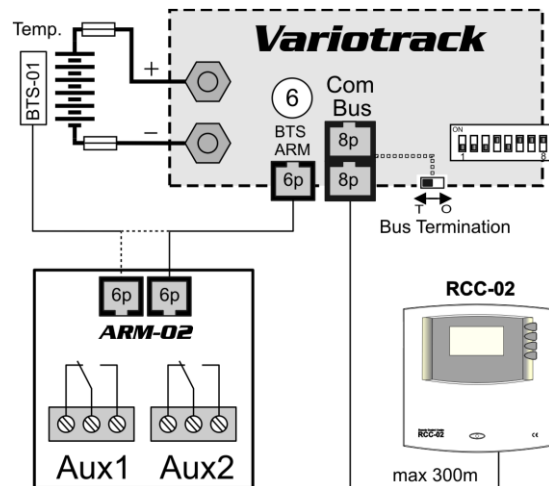 Temp.
BTS-01
+
−
Variotrack
6
BTS
ARM
6p
Com
Bus
8p
8p
ON
1
8
T O
Bus Termination
6p
6p
ARM-02
Aux1
Aux2
RCC-02
RCC-02
CE
max 300m